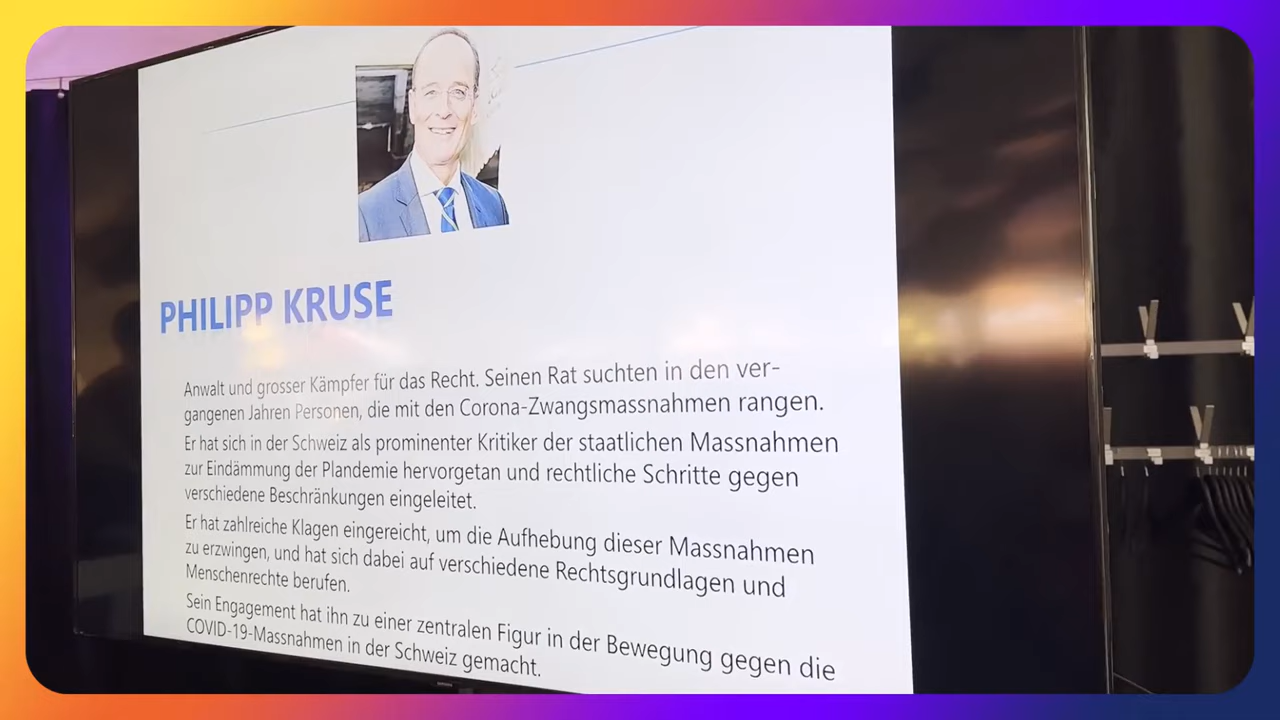 PHILIPP KRUSE
Anwalt und grosser Kämpfer für das Recht. Seinen Rat suchten in den ver-
gangenen Jahren Personen, die mit den Corona-Zwangsmassnahmen rangen.
Er hat sich in der Schweiz als prominenter Kritiker der staatlichen Massnahmen
zur Eindämmung der Plandemie hervorgetan und rechtliche Schritte gegen
verschiedene Beschränkungen eingeleitet.
Er hat zahlreiche Klagen eingereicht, um die Aufhebung dieser Massnahmen
zu erzwingen, und hat sich dabei auf verschiedene Rechtsgrundlagen und
Menschenrechte berufen.
Sein Engagement hat ihn zu einer zentralen Figur in der Bewegung gegen die
COVID-19-Massnahmen in der Schweiz gemacht.